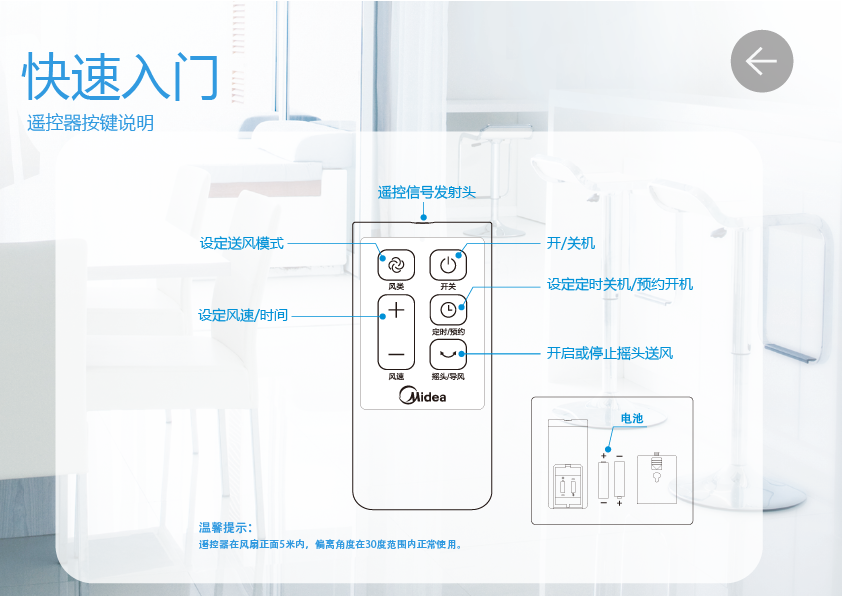 快速入门
遥控器按键说明
遥控信号发射头
设定送风模式
开/关机
风类
开关
设定定时关机/预约开机
设定风速/时间
定时/预约
开启或停止摇头送风
风速
摇头/导风
Midea
电池
+ −
− +
温馨提示：
遥控器在风扇正面5米内，偏离角度在30度范围内正常使用。